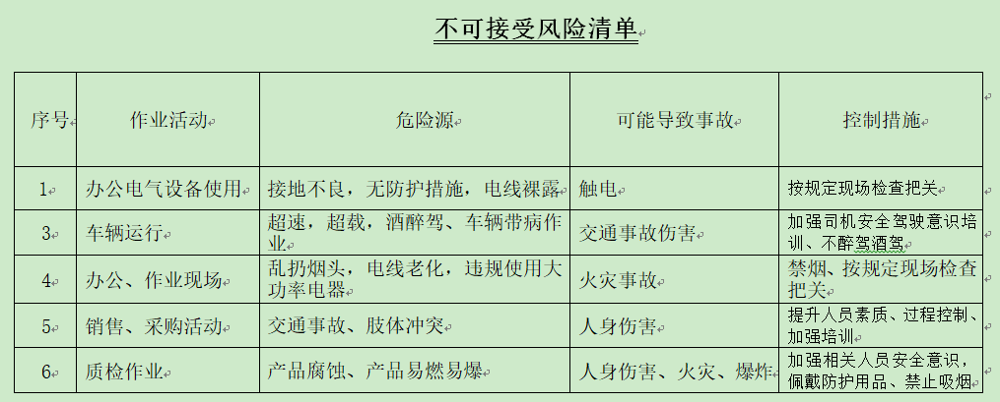 不可接受风险清单
序号 作业活动 危险源 可能导致事故 控制措施
1 办公电气设备使用 接地不良，无防护措施，电线裸露 触电 按规定现场检查把关
3 车辆运行 超速，超载，酒醉驾、车辆带病作 交通事故伤害 加强司机安全驾驶意识培
业 训、不醉驾酒驾
4 办公、作业现场 乱扔烟头，电线老化，违规使用大 火灾事故 禁烟、按规定现场检查
功率电器 把关
5 销售、采购活动 交通事故、肢体冲突 人身伤害 提升人员素质、过程控制、
加强培训
6 质检作业 产品腐蚀、产品易燃易爆 人身伤害、火灾、爆炸 加强相关人员安全意识，
佩戴防护用品、禁止吸烟